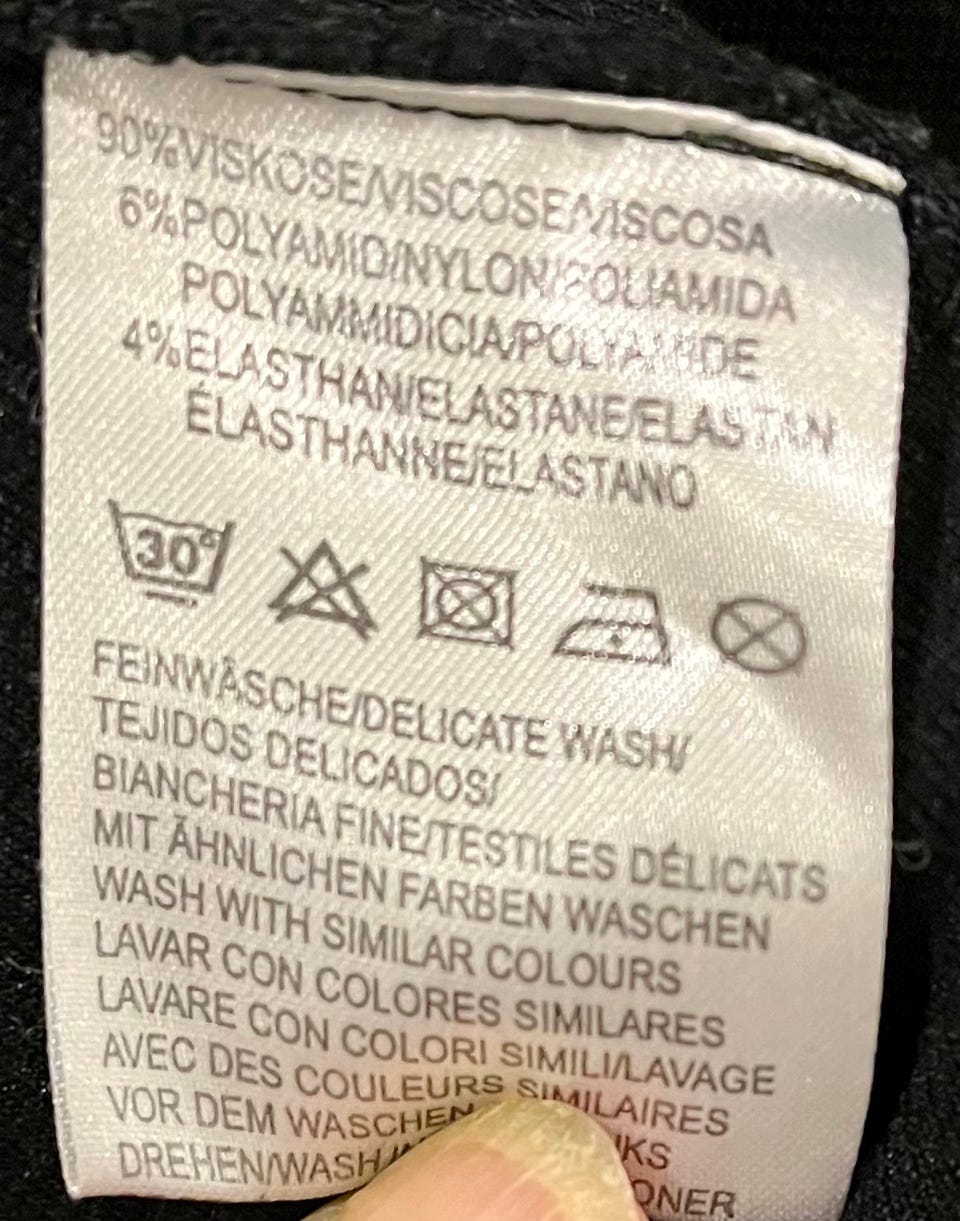 90%VISKOSE/VISCOSE/VISCOSA
6%POLYAMID/NYLON/POLIAMIDA
POLYAMMIDICIA/POLYAMIDE
4%ELASTHAN/ELASTANE/ELASTAN
ÉLASTHANNE/ELASTANO
30°
FEINWÄSCHE/DELICATE WASH/
TEJIDOS DELICADOS/
BIANCHERIA FINE/TESTILES DÉLICATS
MIT ÄHNLICHEN FARBEN WASCHEN
WASH WITH SIMILAR COLOURS
LAVAR CON COLORES SIMILARES
LAVARE CON COLORI SIMILI/LAVAGE
AVEC DES COULEURS SIMILAIRES
VOR DEM WASCHEN
DREHEN/WASH